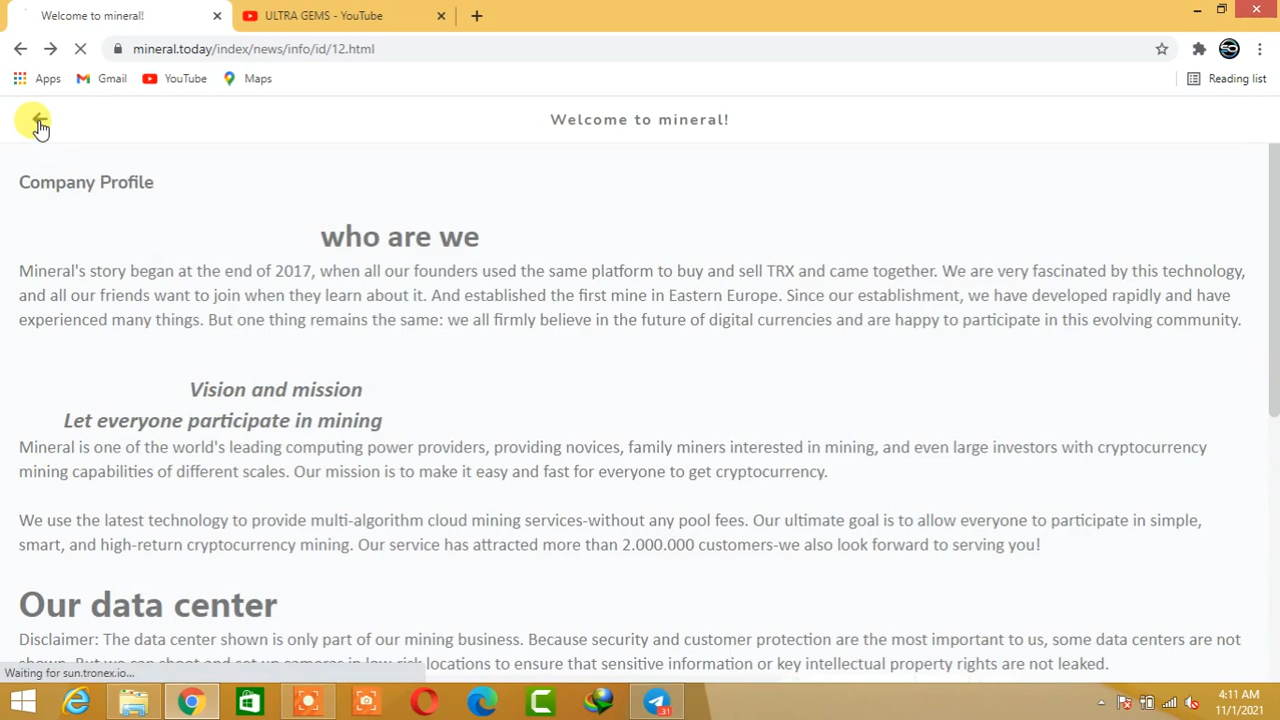 Welcome to mineral!
ULTRA GEMS - YouTube
mineral.today/index/news/info/id/12.html
Apps
Gmail
YouTube
Maps
Reading list
Welcome to mineral!
Company Profile
who are we
Mineral's story began at the end of 2017, when all our founders used the same platform to buy and sell TRX and came together. We are very fascinated by this technology,
and all our friends want to join when they learn about it. And established the first mine in Eastern Europe. Since our establishment, we have developed rapidly and have
experienced many things. But one thing remains the same: we all firmly believe in the future of digital currencies and are happy to participate in this evolving community.
Vision and mission
Let everyone participate in mining
Mineral is one of the world's leading computing power providers, providing novices, family miners interested in mining, and even large investors with cryptocurrency
mining capabilities of different scales. Our mission is to make it easy and fast for everyone to get cryptocurrency.
We use the latest technology to provide multi-algorithm cloud mining services-without any pool fees. Our ultimate goal is to allow everyone to participate in simple,
smart, and high-return cryptocurrency mining. Our service has attracted more than 2.000.000 customers-we also look forward to serving you!
Our data center
Disclaimer: The data center shown is only part of our mining business. Because security and customer protection are the most important to us, some data centers are not
shown. But we can shoot and set up cameras in low-risk locations to ensure that sensitive information or key intellectual property rights are not leaked.
Waiting for sun.tronex.io...
31
4:11 AM
11/1/2021